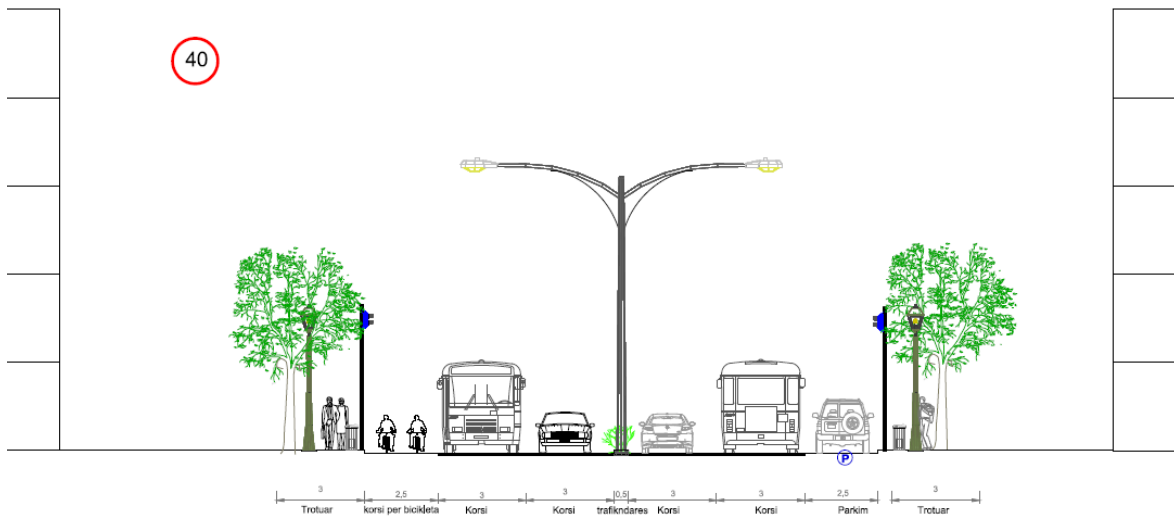 40
P
3 2,5 3 3 0,5 3 3 2,5 3
Trotuar korsi per bicikleta Korsi Korsi trafikndares Korsi Korsi Parkim Trotuar